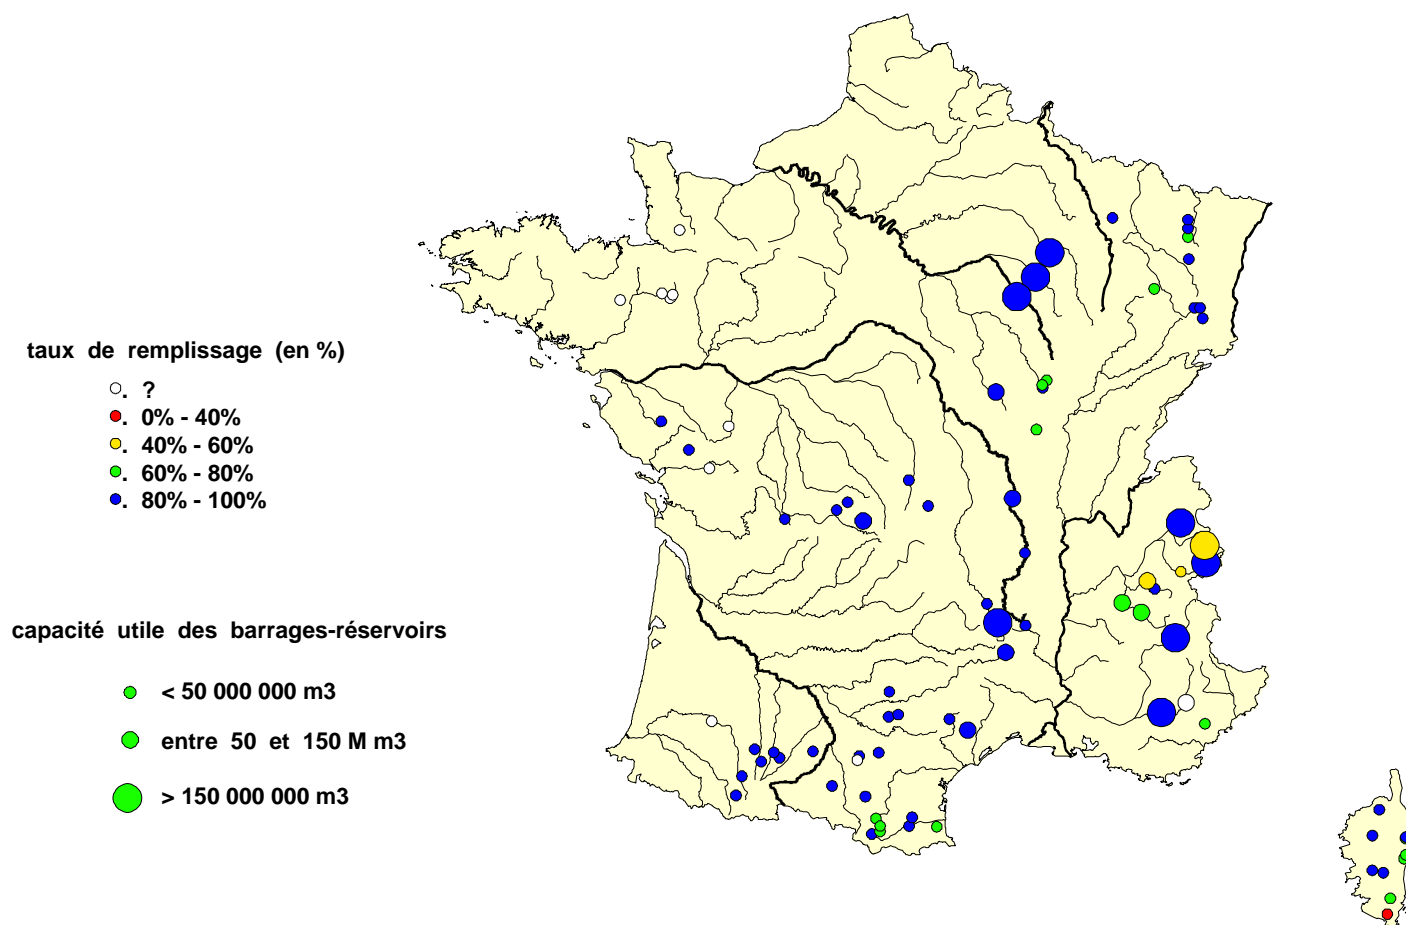 taux de remplissage (en %)
. ?
. 0% - 40%
. 40% - 60%
. 60% - 80%
. 80% - 100%
capacité utile des barrages-réservoirs
< 50 000 000 m3
entre 50 et 150 M m3
> 150 000 000 m3